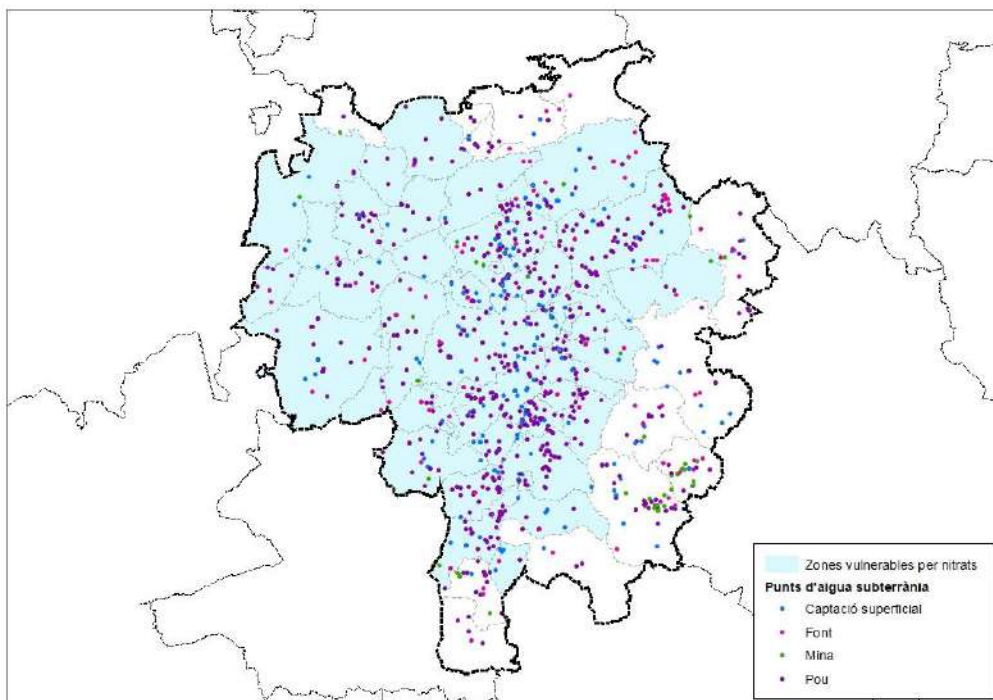 Zones vulnerables per nitrats
Punts d'aigua subterrània
Captació superficial
Font
Mina
Pou